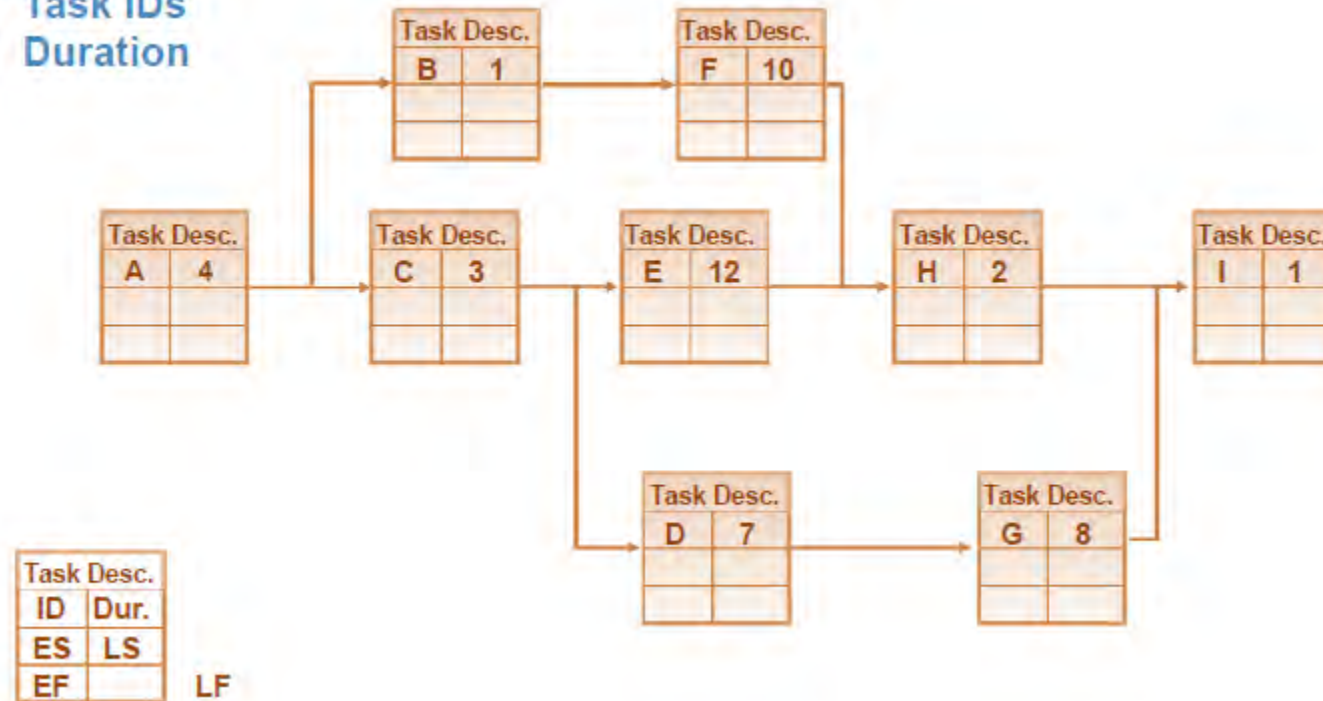 Task IDs
Duration
Task Desc.
B 1
Task Desc.
F 10
Task Desc.
A 4
Task Desc.
C 3
Task Desc.
E 12
Task Desc.
H 2
Task Desc.
I 1
Task Desc.
D 7
Task Desc.
G 8
Task Desc.
ID Dur.
ES LS
EF LF